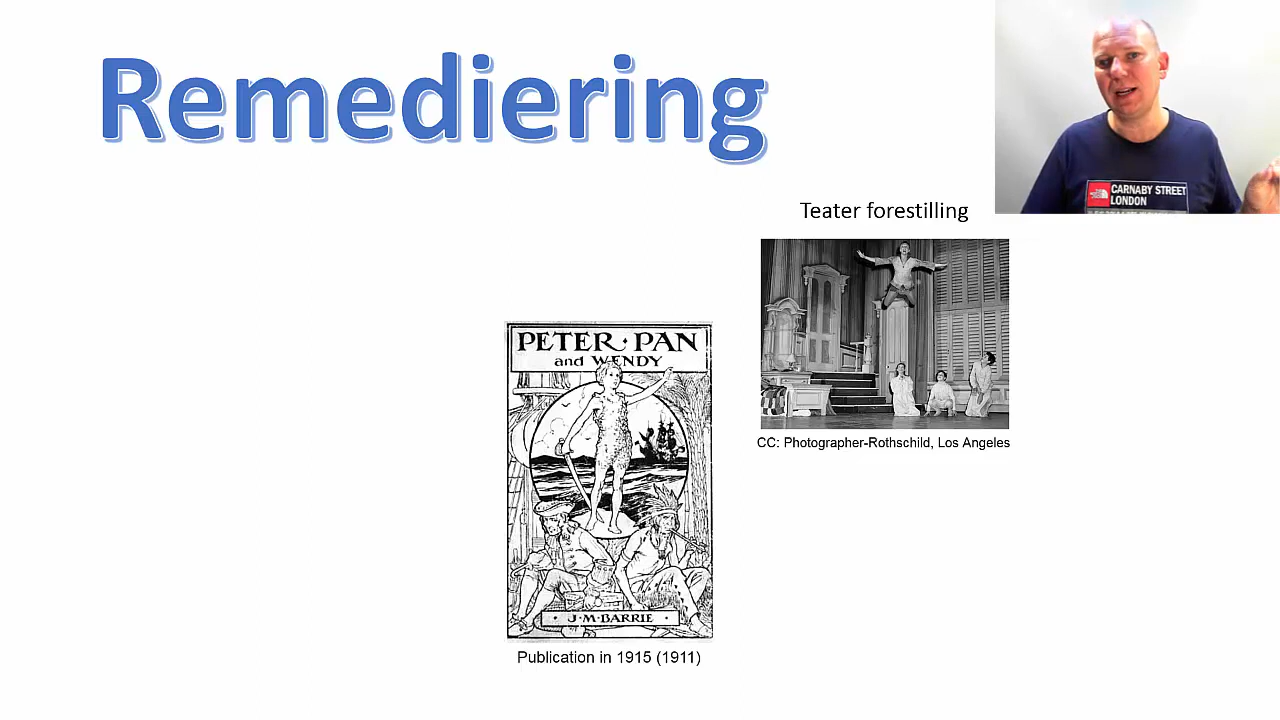 Remediering
CARNABY STREET
LONDON
Teater forestilling
CC: Photographer-Rothschild, Los Angeles
PETER·PAN
and WENDY
·J·M·BARRIE·
Publication in 1915 (1911)